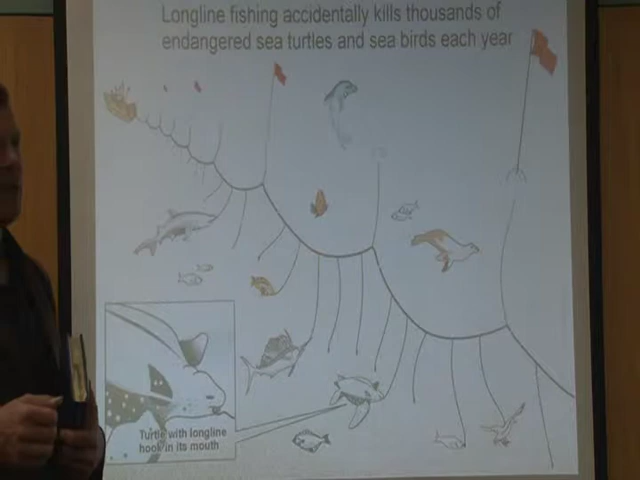 Longline fishing accidentally kills thousands of
endangered sea turtles and sea birds each year
Turtle with longline
hook in its mouth